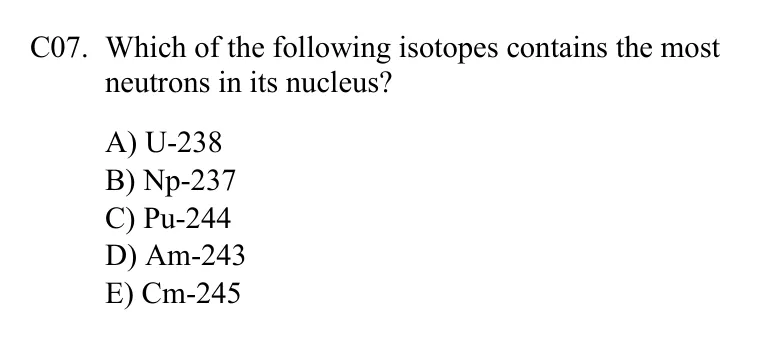 C07. Which of the following isotopes contains the most
neutrons in its nucleus?
A) U-238
B) Np-237
C) Pu-244
D) Am-243
E) Cm-245